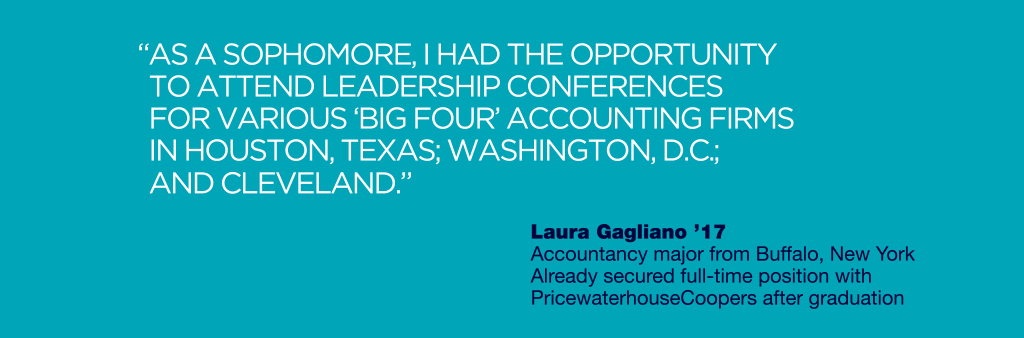 “AS A SOPHOMORE, I HAD THE OPPORTUNITY
TO ATTEND LEADERSHIP CONFERENCES
FOR VARIOUS ‘BIG FOUR’ ACCOUNTING FIRMS
IN HOUSTON, TEXAS; WASHINGTON, D.C.;
AND CLEVELAND.”
Laura Gagliano ’17
Accountancy major from Buffalo, New York
Already secured full-time position with
PricewaterhouseCoopers after graduation